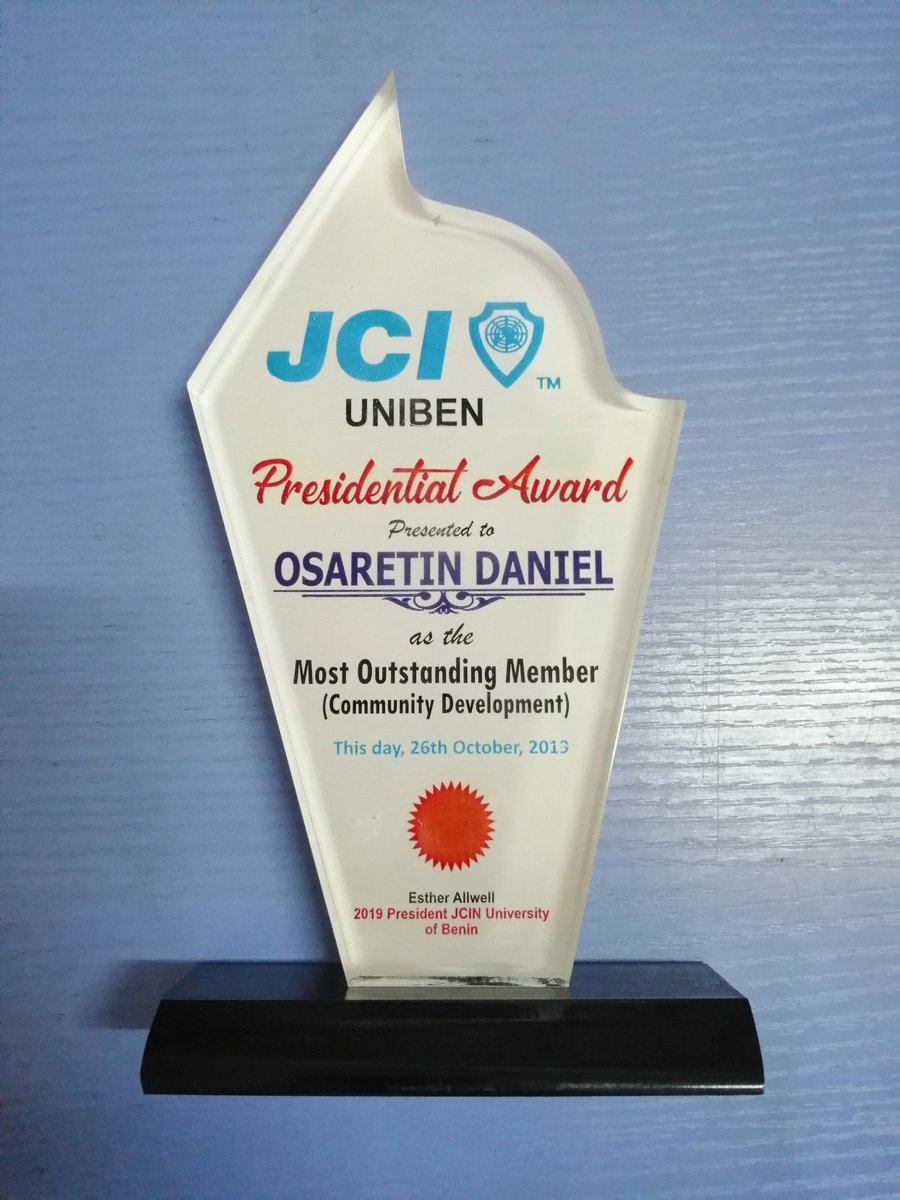 JCI
TM
UNIBEN
Presidential Award
Presented to
OSARETIN DANIEL
as the
Most Outstanding Member
(Community Development)
This day, 26th October, 2019
Esther Allwell
2019 President JCIN University
of Benin